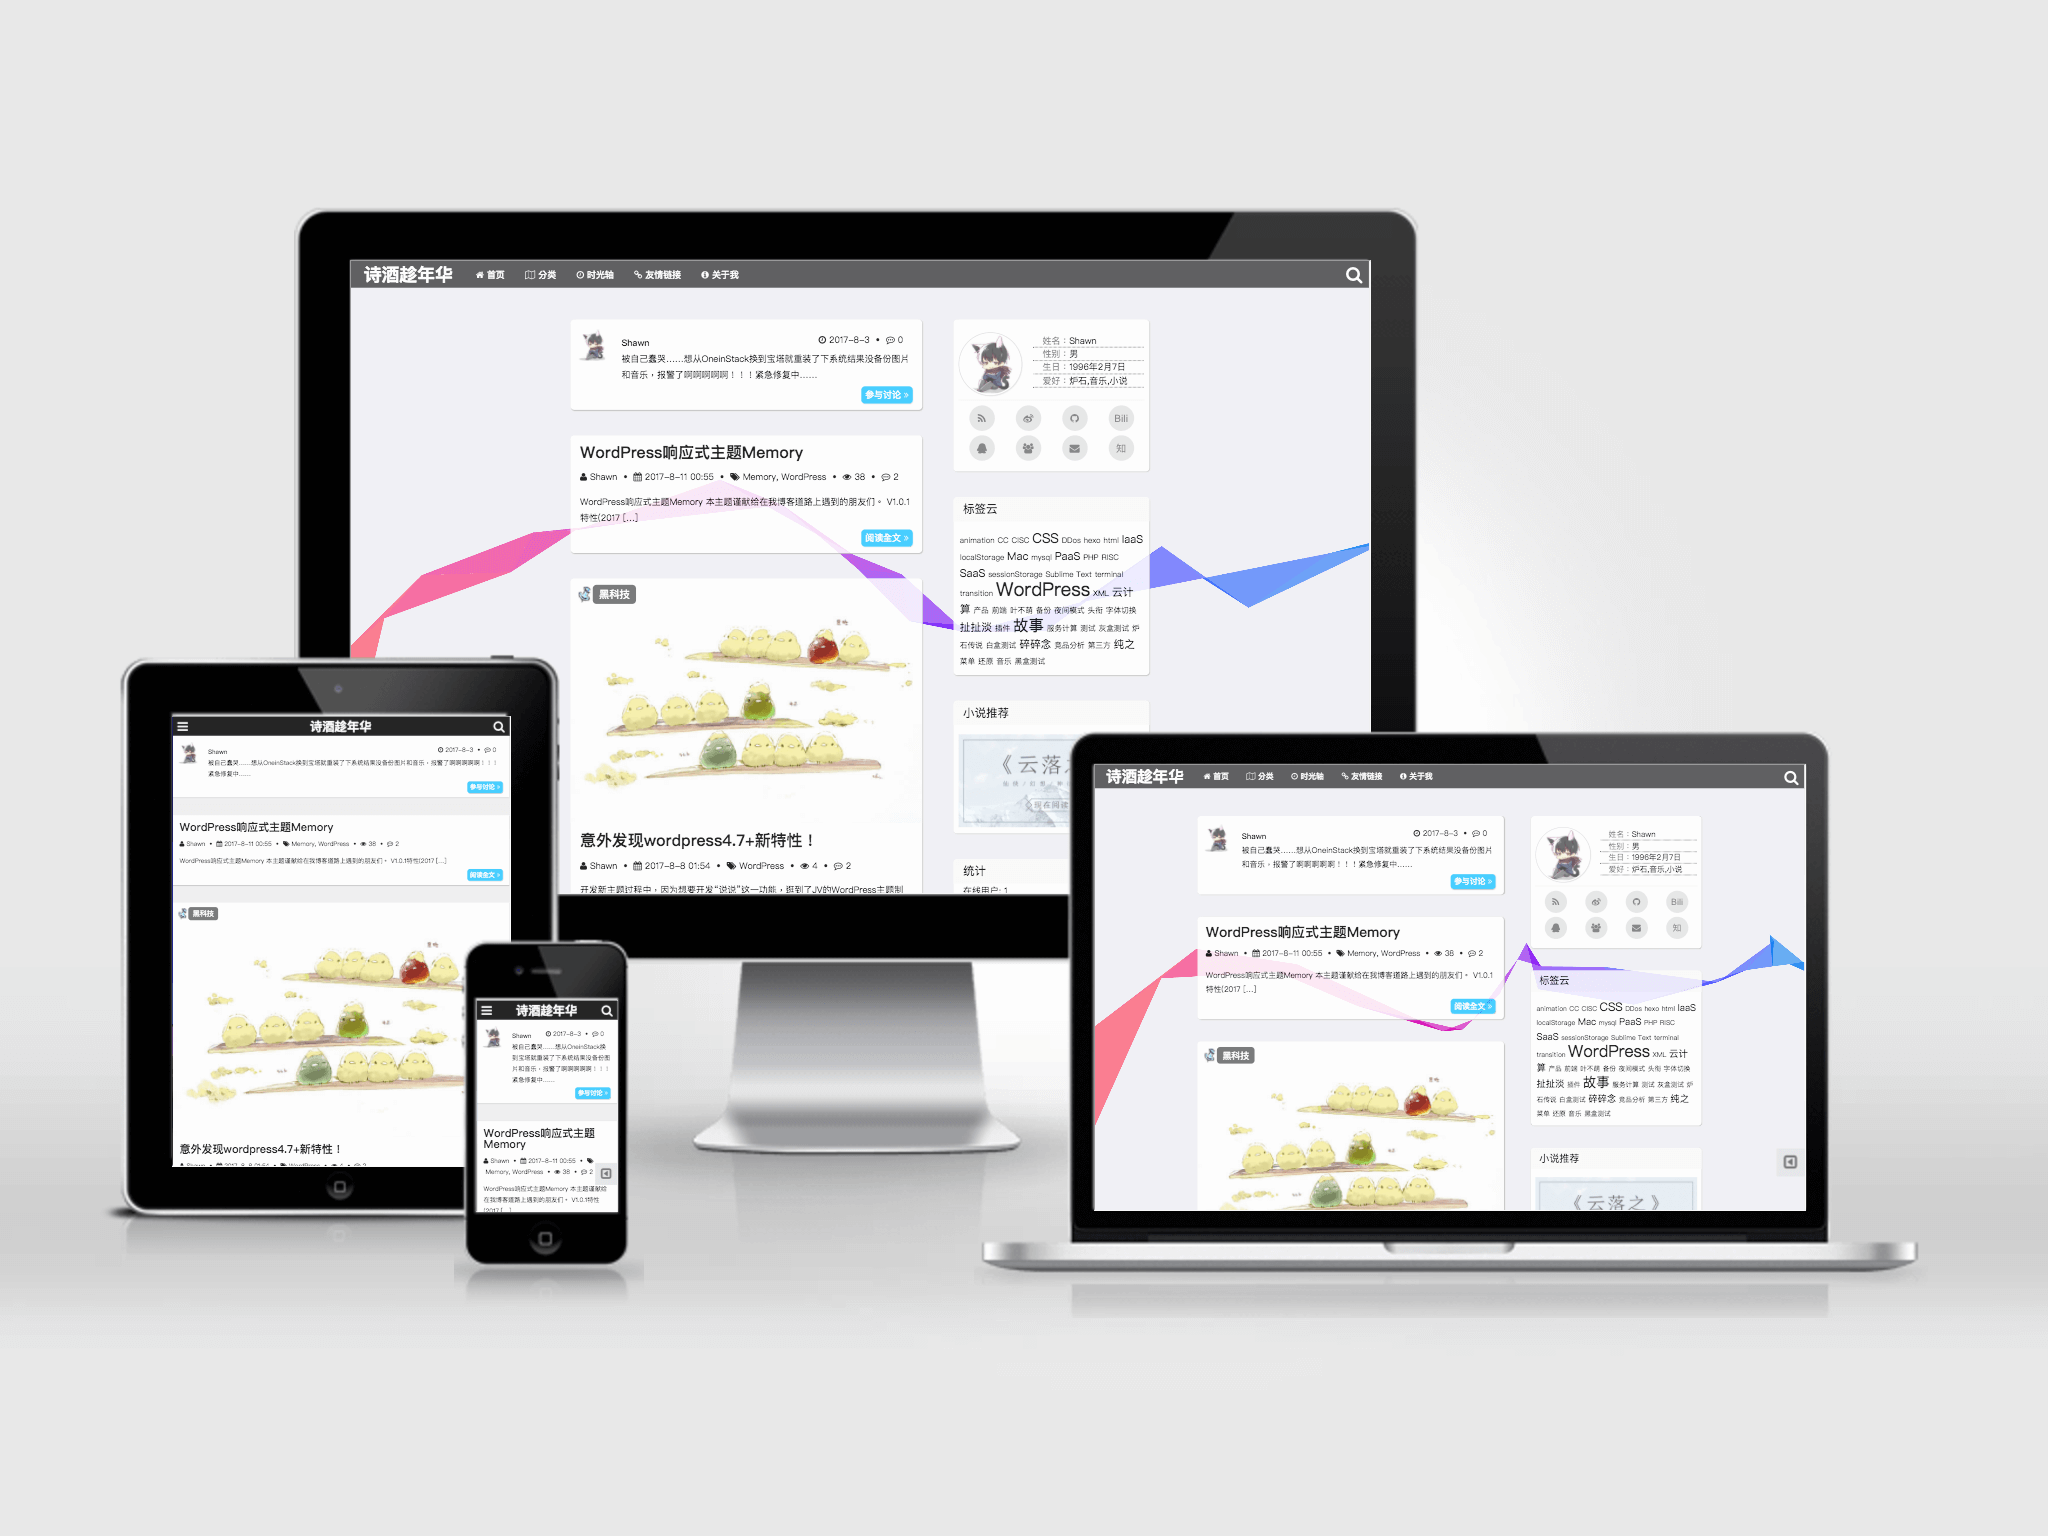 诗酒趁年华 首页 分类 时光轴 友情链接 关于我
Shawn 2017-8-3 • 0
被自己蠢哭……想从OneinStack换到宝塔就重装了下系统结果没备份图片
和音乐，报警了啊啊啊啊啊！！！紧急修复中……
参与讨论 »
WordPress响应式主题Memory
Shawn • 2017-8-11 00:55 • Memory, WordPress • 38 • 2
WordPress响应式主题Memory 本主题谨献给在我博客道路上遇到的朋友们。 V1.0.1
特性(2017 [...]
阅读全文 »
黑科技
意外发现wordpress4.7+新特性！
Shawn • 2017-8-8 01:54 • WordPress • 4 • 2
开发新主题过程中，因为想要开发“说说”这一功能，逛到了JV的WordPress主题制
姓名：Shawn
性别：男
生日：1996年2月7日
爱好：炉石,音乐,小说
Bili
知
标签云
animation CC CISC CSS DDos hexo html IaaS
localStorage Mac mysql PaaS PHP RISC
SaaS sessionStorage Sublime Text terminal
transition WordPress XML 云计
算 产品 前端 叶不萌 备份 夜间模式 头衔 字体切换
扯扯淡 插件 故事 服务计算 测试 灰盒测试 炉
石传说 白盒测试 碎碎念 竞品分析 第三方 纯之
菜单 还原 音乐 黑盒测试
小说推荐
《云落之
统计
在线用户: 1
诗酒趁年华
Shawn 2017-8-3 • 0
被自己蠢哭……想从OneinStack换到宝塔就重装了下系统结果没备份图片和音乐，报警了啊啊啊啊啊！！！
紧急修复中……
参与讨论 »
WordPress响应式主题Memory
Shawn • 2017-8-11 00:55 • Memory, WordPress • 38 • 2
WordPress响应式主题Memory 本主题谨献给在我博客道路上遇到的朋友们。 V1.0.1特性(2017 [...]
阅读全文 »
黑科技
意外发现wordpress4.7+新特性！
诗酒趁年华
Shawn 2017-8-3 • 0
被自己蠢哭……想从OneinStack换
到宝塔就重装了下系统结果没备份图
片和音乐，报警了啊啊啊啊啊！！！
紧急修复中……
参与讨论 »
WordPress响应式主题
Memory
Shawn • 2017-8-11 00:55 •
Memory, WordPress • 38 • 2
WordPress响应式主题Memory 本主题谨献给
在我博客道路上遇到的朋友们。 V1.0.1特性
(2017 [...]
诗酒趁年华 首页 分类 时光轴 友情链接 关于我
Shawn 2017-8-3 • 0
被自己蠢哭……想从OneinStack换到宝塔就重装了下系统结果没备份图片
和音乐，报警了啊啊啊啊啊！！！紧急修复中……
参与讨论 »
WordPress响应式主题Memory
Shawn • 2017-8-11 00:55 • Memory, WordPress • 38 • 2
WordPress响应式主题Memory 本主题谨献给在我博客道路上遇到的朋友们。 V1.0.1
特性(2017 [...]
阅读全文 »
黑科技
姓名：Shawn
性别：男
生日：1996年2月7日
爱好：炉石,音乐,小说
Bili
知
标签云
animation CC CISC CSS DDos hexo html IaaS
localStorage Mac mysql PaaS PHP RISC
SaaS sessionStorage Sublime Text terminal
transition WordPress XML 云计
算 产品 前端 叶不萌 备份 夜间模式 头衔 字体切换
扯扯淡 插件 故事 服务计算 测试 灰盒测试 炉
石传说 白盒测试 碎碎念 竞品分析 第三方 纯之
菜单 还原 音乐 黑盒测试
小说推荐
《云落之》